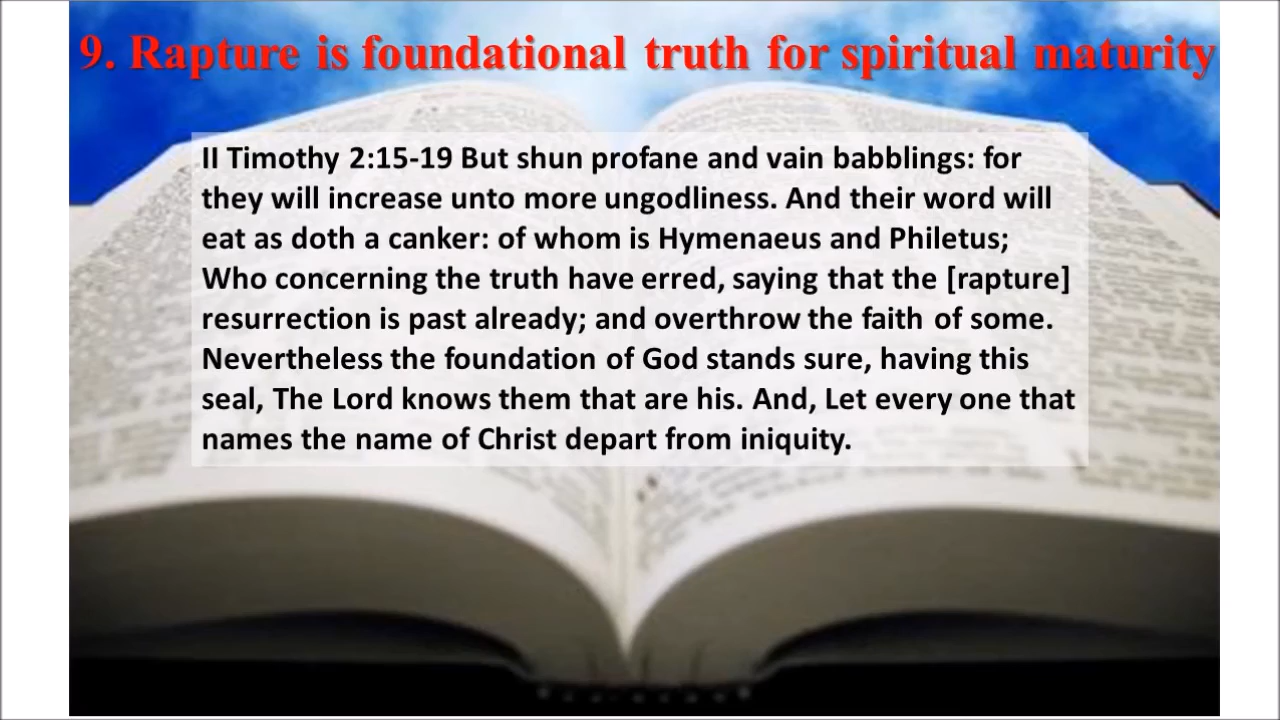 9. Rapture is foundational truth for spiritual maturity
II Timothy 2:15-19 But shun profane and vain babblings: for
they will increase unto more ungodliness. And their word will
eat as doth a canker: of whom is Hymenaeus and Philetus;
Who concerning the truth have erred, saying that the [rapture]
resurrection is past already; and overthrow the faith of some.
Nevertheless the foundation of God stands sure, having this
seal, The Lord knows them that are his. And, Let every one that
names the name of Christ depart from iniquity.